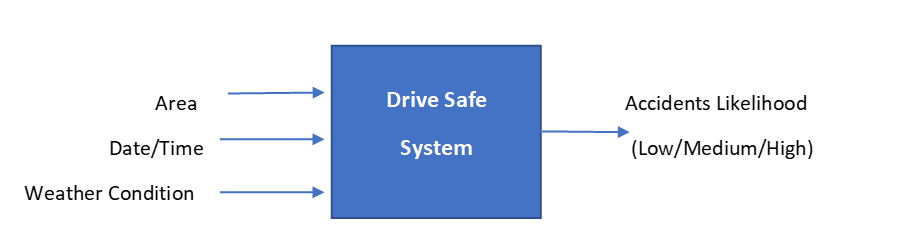 Area
Date/Time
Weather Condition
Drive Safe
System
Accidents Likelihood
(Low/Medium/High)